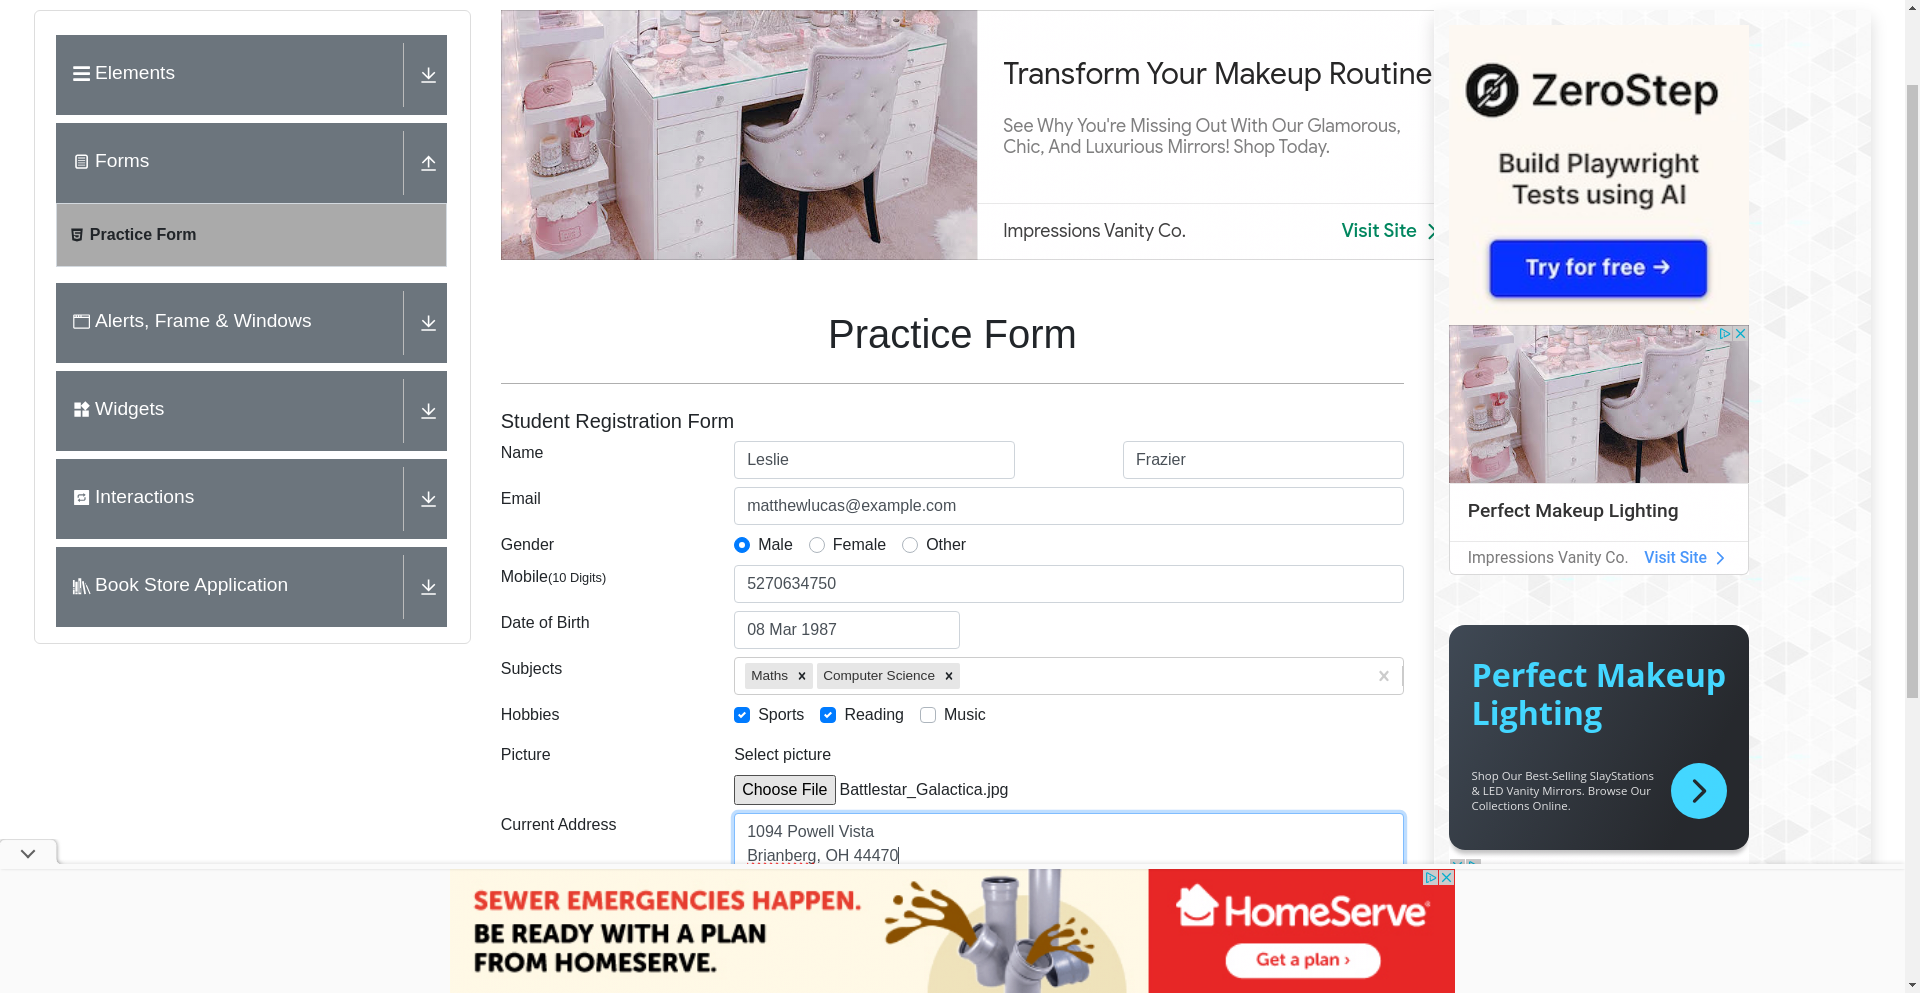 Elements
Forms
Practice Form
Alerts, Frame & Windows
Widgets
Interactions
Book Store Application
Transform Your Makeup Routine
See Why You're Missing Out With Our Glamorous,
Chic, And Luxurious Mirrors! Shop Today.
Impressions Vanity Co.
Visit Site
Practice Form
Student Registration Form
Name
Leslie
Frazier
Email
matthewlucas@example.com
Gender
Male
Female
Other
Mobile(10 Digits)
5270634750
Date of Birth
08 Mar 1987
Subjects
Maths
Computer Science
Hobbies
Sports
Reading
Music
Picture
Select picture
Choose File Battlestar_Galactica.jpg
Current Address
1094 Powell Vista
Brianberg, OH 44470
ZeroStep
Build Playwright
Tests using AI
Try for free →
Perfect Makeup Lighting
Impressions Vanity Co.
Visit Site
Perfect Makeup
Lighting
Shop Our Best-Selling SlayStations
& LED Vanity Mirrors. Browse Our
Collections Online.
SEWER EMERGENCIES HAPPEN.
BE READY WITH A PLAN
FROM HOMESERVE.
HomeServe
Get a plan ›